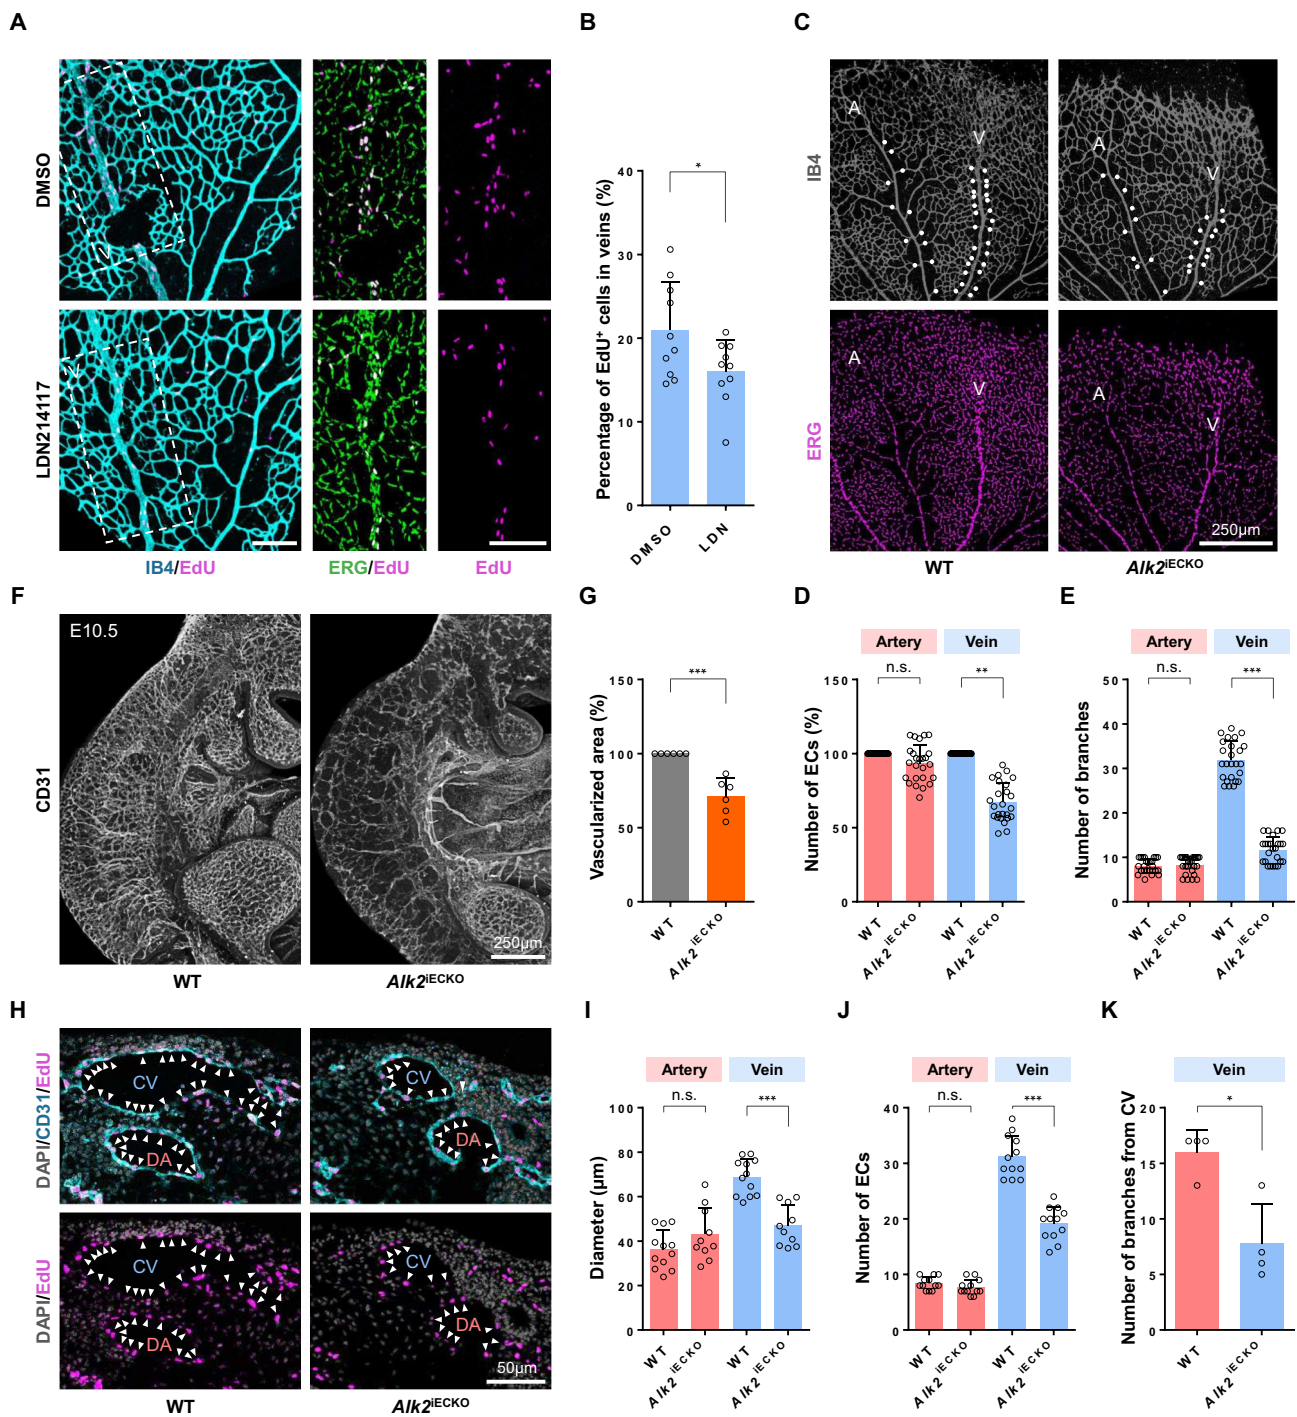 A
DMSO
LDN214117
V
V
IB4/EdU
ERG/EdU
EdU
B
Percentage of EdU⁺ cells in veins (%)
40
30
20
10
0
*
DMSO
LDN
C
IB4
ERG
A
V
A
V
A
V
A
V
250µm
WT
Alk2iECKO
F
E10.5
CD31
250µm
WT
Alk2iECKO
G
Vascularized area (%)
150
100
50
0
***
WT
Alk2iECKO
D
Artery
Vein
n.s.
**
Number of ECs (%)
150
100
50
0
WT
Alk2iECKO
WT
Alk2iECKO
E
Artery
Vein
n.s.
***
Number of branches
50
40
30
20
10
0
WT
Alk2iECKO
WT
Alk2iECKO
H
DAPI/CD31/EdU
DAPI/EdU
CV
DA
CV
DA
CV
DA
CV
DA
50µm
WT
Alk2iECKO
I
Artery
Vein
n.s.
***
Diameter (µm)
100
80
60
40
20
0
WT
Alk2iECKO
WT
Alk2iECKO
J
Artery
Vein
n.s.
***
Number of ECs
40
30
20
10
0
WT
Alk2iECKO
WT
Alk2iECKO
K
Vein
*
Number of branches from CV
20
15
10
5
0
WT
Alk2iECKO